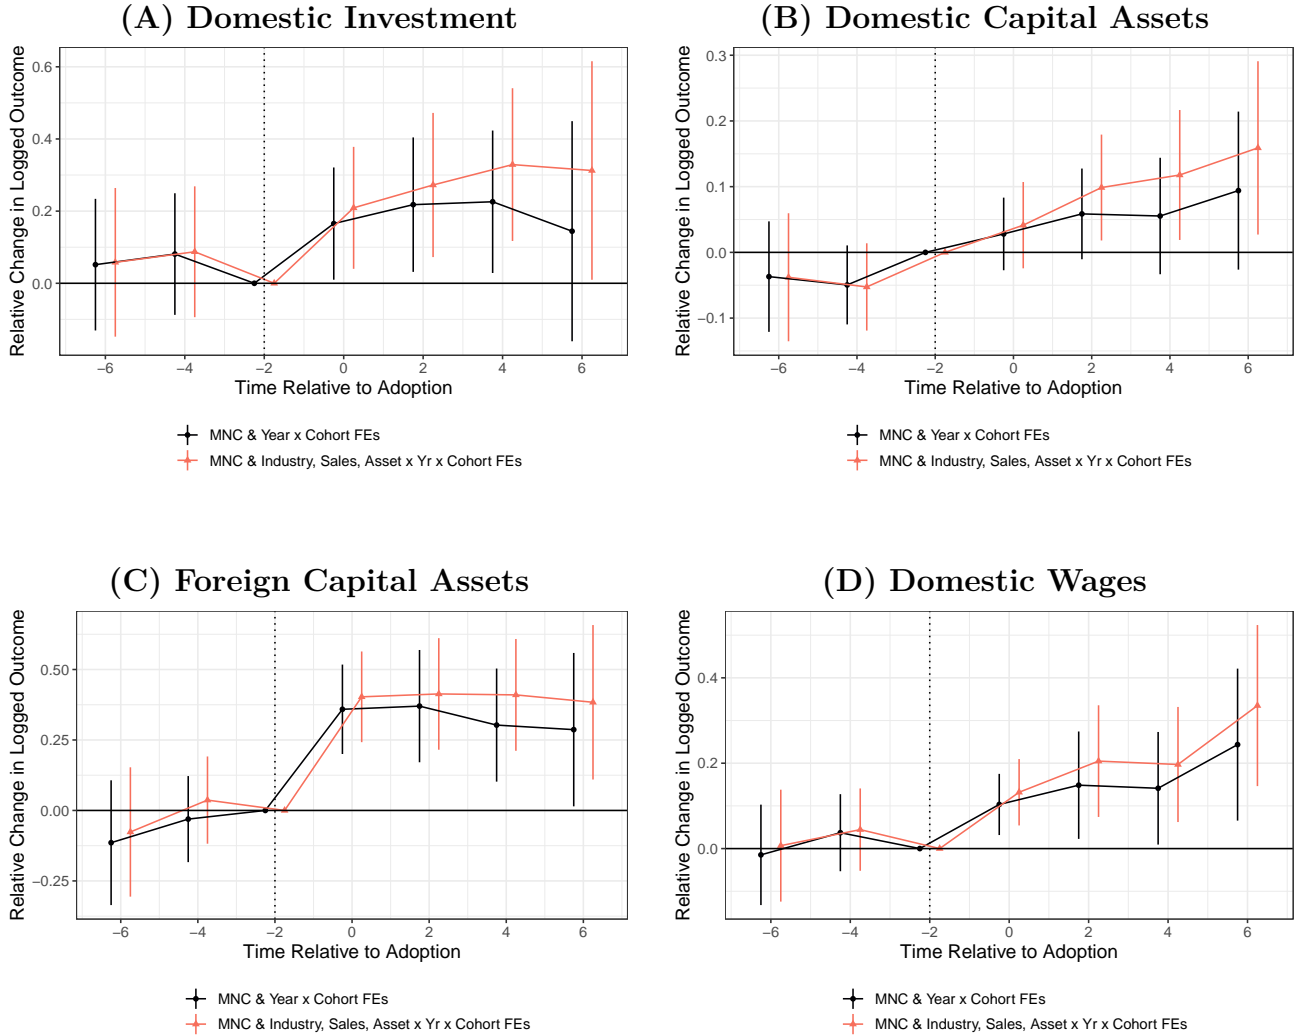 (A) Domestic Investment
Relative Change in Logged Outcome
0.6
0.4
0.2
0.0
−6
−4
−2
0
2
4
6
Time Relative to Adoption
MNC & Year x Cohort FEs
MNC & Industry, Sales, Asset x Yr x Cohort FEs
(B) Domestic Capital Assets
Relative Change in Logged Outcome
0.3
0.2
0.1
0.0
−0.1
−6
−4
−2
0
2
4
6
Time Relative to Adoption
MNC & Year x Cohort FEs
MNC & Industry, Sales, Asset x Yr x Cohort FEs
(C) Foreign Capital Assets
Relative Change in Logged Outcome
0.50
0.25
0.00
−0.25
−6
−4
−2
0
2
4
6
Time Relative to Adoption
MNC & Year x Cohort FEs
MNC & Industry, Sales, Asset x Yr x Cohort FEs
(D) Domestic Wages
Relative Change in Logged Outcome
0.4
0.2
0.0
−6
−4
−2
0
2
4
6
Time Relative to Adoption
MNC & Year x Cohort FEs
MNC & Industry, Sales, Asset x Yr x Cohort FEs